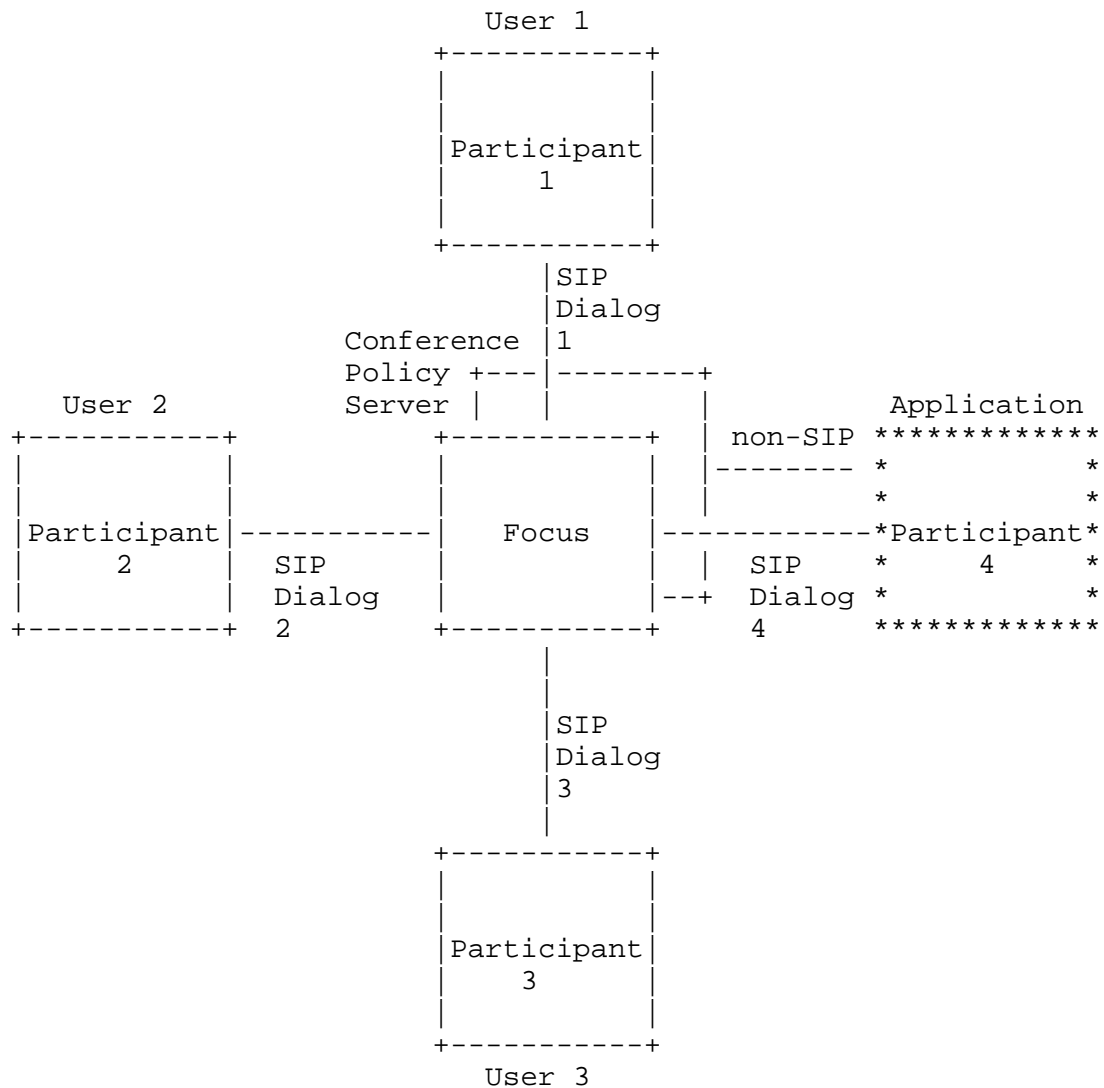 User 1
Participant
1
SIP
Dialog
Conference 1
Policy
User 2 Server Application
non-SIP
Participant Focus Participant
2 SIP SIP 4
Dialog Dialog
2 4
SIP
Dialog
3
Participant
3
User 3